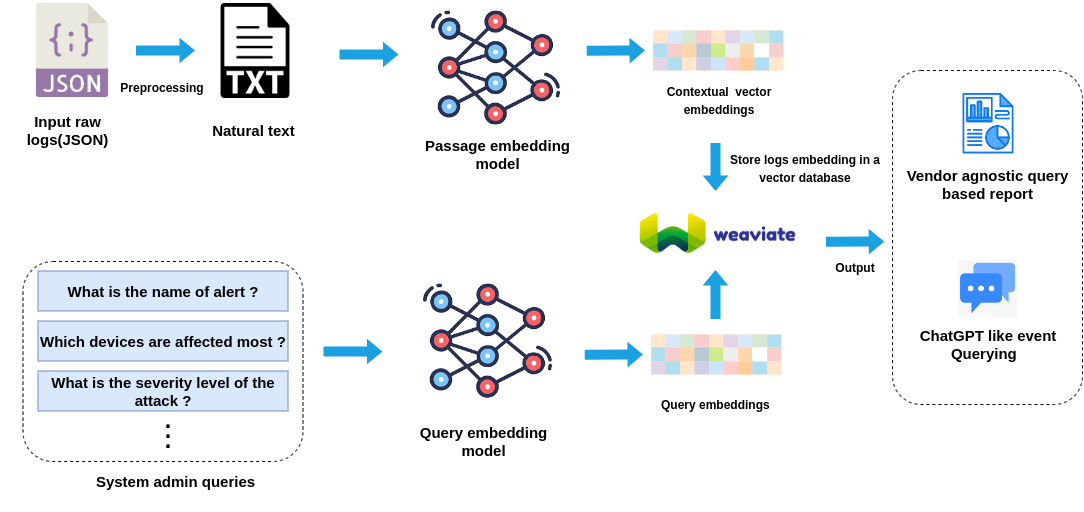 JSON
Preprocessing
Input raw
logs(JSON)
TXT
Natural text
Passage embedding
model
Contextual vector
embeddings
Store logs embedding in a
vector database
weaviate
Output
Vendor agnostic query
based report
ChatGPT like event
Querying
What is the name of alert ?
Which devices are affected most ?
What is the severity level of the
attack ?
System admin queries
Query embedding
model
Query embeddings